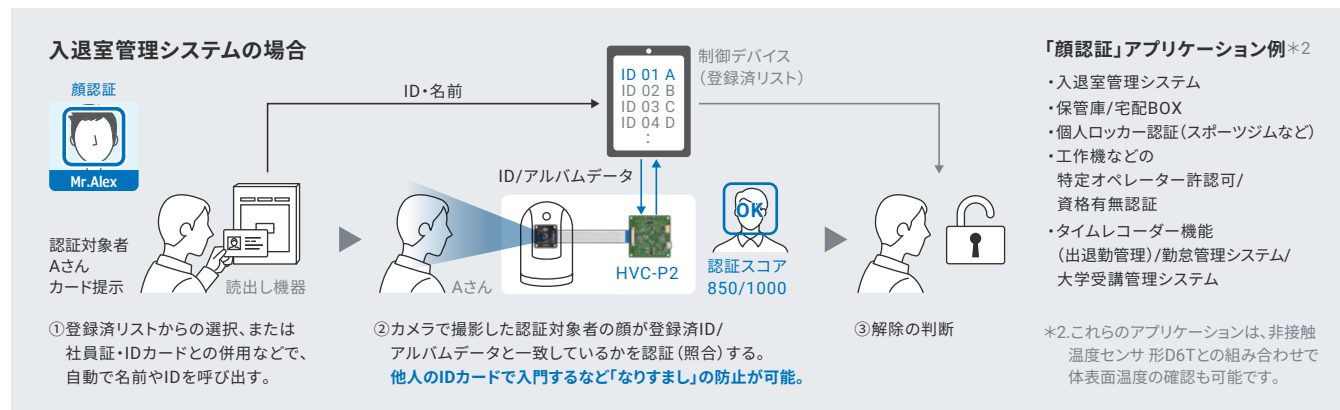 入退室管理システムの場合
顔認証
Mr.Alex
認証対象者
Aさん
カード提示
読出し機器
ID・名前
ID 01 A
ID 02 B
ID 03 C
ID 04 D
:
制御デバイス
（登録済リスト）
ID/アルバムデータ
Aさん
HVC-P2
OK
認証スコア
850/1000
①登録済リストからの選択、または
社員証・IDカードとの併用などで、
自動で名前やIDを呼び出す。
②カメラで撮影した認証対象者の顔が登録済ID/
アルバムデータと一致しているかを認証（照合）する。
他人のIDカードで入門するなど「なりすまし」の防止が可能。
③解除の判断
「顔認証」アプリケーション例＊2
・入退室管理システム
・保管庫/宅配BOX
・個人ロッカー認証（スポーツジムなど）
・工作機などの
特定オペレーター許認可/
資格有無認証
・タイムレコーダー機能
（出退勤管理）/勤怠管理システム/
大学受講管理システム
＊2.これらのアプリケーションは、非接触
温度センサ 形D6Tとの組み合わせで
体表面温度の確認も可能です。